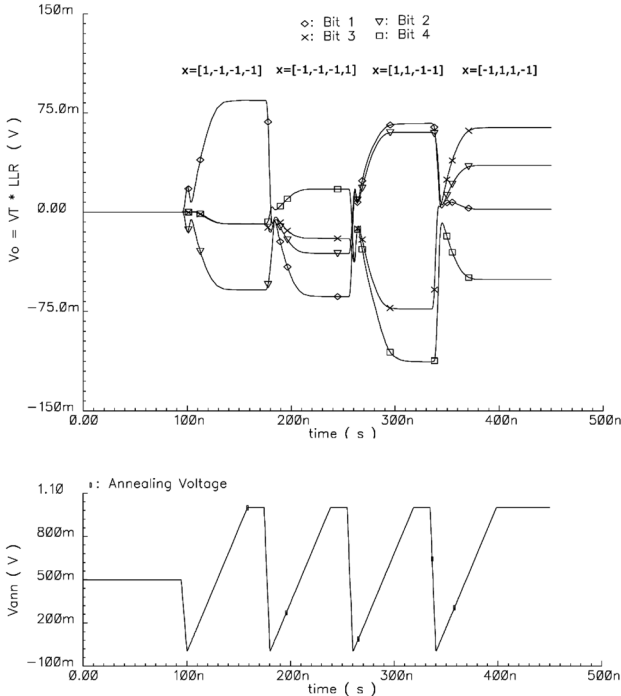 150m
◇: Bit 1 ▽: Bit 2
×: Bit 3 □: Bit 4
x=[1,-1,-1,-1] x=[-1,-1,-1,1] x=[1,1,-1-1] x=[-1,1,1,-1]
75.0m
0.00
-75.0m
-150m
Vo = VT * LLR ( V )
0.00 100n 200n 300n 400n 500n
time ( s )
: Annealing Voltage
1.10
800m
500m
200m
-100m
Vann ( V )
0.00 100n 200n 300n 400n 500n
time ( s )